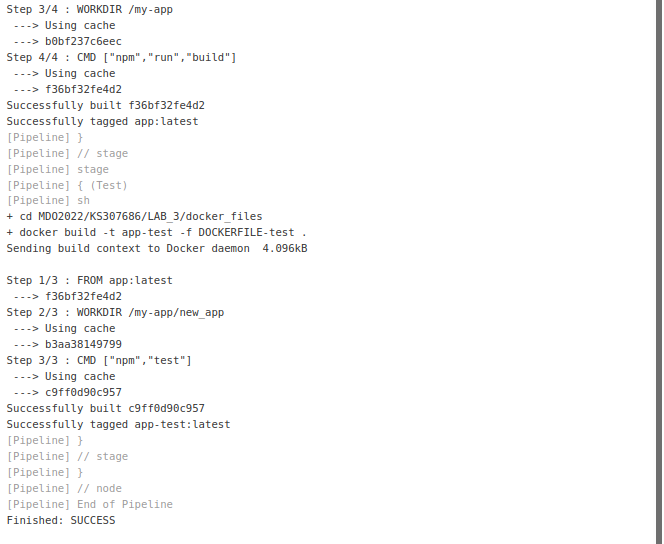 Step 3/4 : WORKDIR /my-app
 ---> Using cache
 ---> b0bf237c6eec
Step 4/4 : CMD ["npm","run","build"]
 ---> Using cache
 ---> f36bf32fe4d2
Successfully built f36bf32fe4d2
Successfully tagged app:latest
[Pipeline] }
[Pipeline] // stage
[Pipeline] stage
[Pipeline] { (Test)
[Pipeline] sh
+ cd MDO2022/KS307686/LAB_3/docker_files
+ docker build -t app-test -f DOCKERFILE-test .
Sending build context to Docker daemon  4.096kB

Step 1/3 : FROM app:latest
 ---> f36bf32fe4d2
Step 2/3 : WORKDIR /my-app/new_app
 ---> Using cache
 ---> b3aa38149799
Step 3/3 : CMD ["npm","test"]
 ---> Using cache
 ---> c9ff0d90c957
Successfully built c9ff0d90c957
Successfully tagged app-test:latest
[Pipeline] }
[Pipeline] // stage
[Pipeline] }
[Pipeline] // node
[Pipeline] End of Pipeline
Finished: SUCCESS